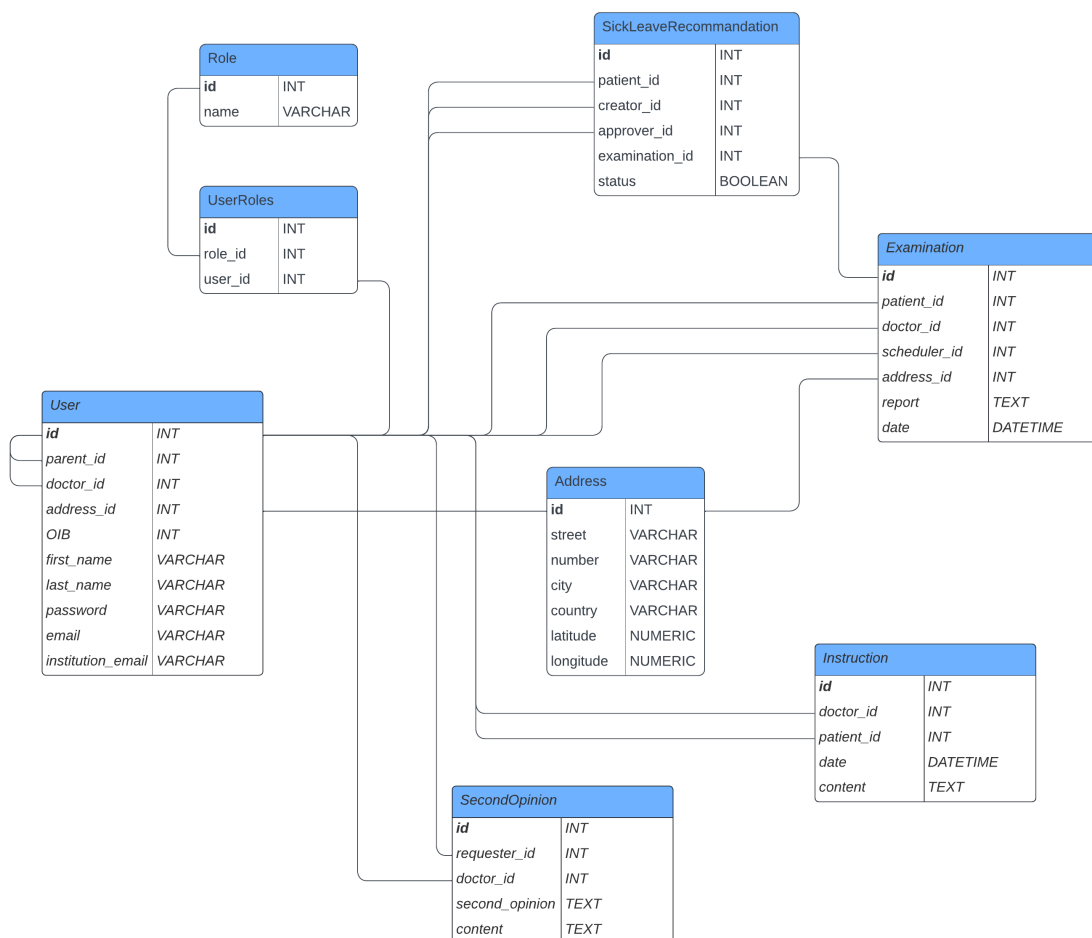 SickLeaveRecommandation
id INT
patient_id INT
creator_id INT
approver_id INT
examination_id INT
status BOOLEAN
Role
id INT
name VARCHAR
UserRoles
id INT
role_id INT
user_id INT
Examination
id INT
patient_id INT
doctor_id INT
scheduler_id INT
address_id INT
report TEXT
date DATETIME
User
id INT
parent_id INT
doctor_id INT
address_id INT
OIB INT
first_name VARCHAR
last_name VARCHAR
password VARCHAR
email VARCHAR
institution_email VARCHAR
Address
id INT
street VARCHAR
number VARCHAR
city VARCHAR
country VARCHAR
latitude NUMERIC
longitude NUMERIC
Instruction
id INT
doctor_id INT
patient_id INT
date DATETIME
content TEXT
SecondOpinion
id INT
requester_id INT
doctor_id INT
second_opinion TEXT
content TEXT